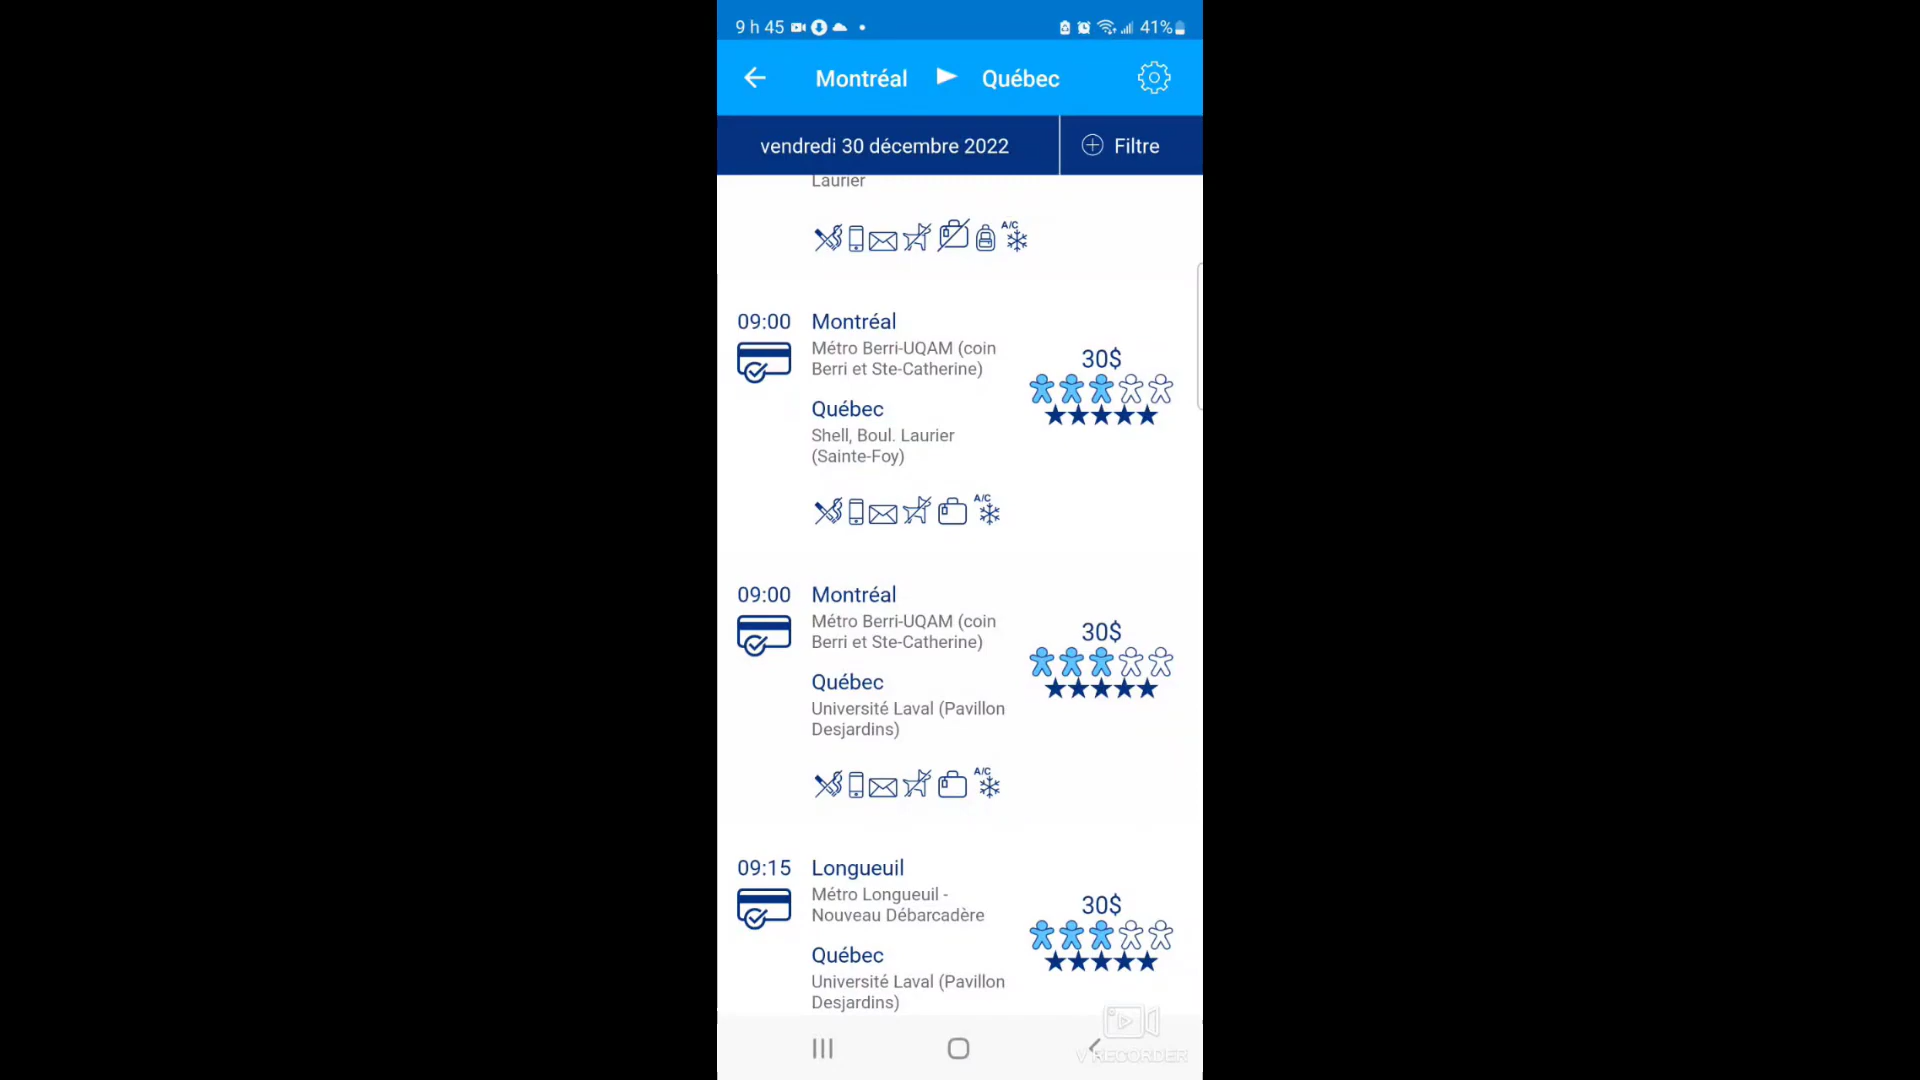 9 h 45
41%
Montréal Québec
vendredi 30 décembre 2022
Filtre
Laurier
A/C
09:00 Montréal
Métro Berri-UQAM (coin
Berri et Ste-Catherine)
30$
Québec
Shell, Boul. Laurier
(Sainte-Foy)
A/C
09:00 Montréal
Métro Berri-UQAM (coin
Berri et Ste-Catherine)
30$
Québec
Université Laval (Pavillon
Desjardins)
A/C
09:15 Longueuil
Métro Longueuil -
Nouveau Débarcadère
30$
Québec
Université Laval (Pavillon
Desjardins)
V RECORDER